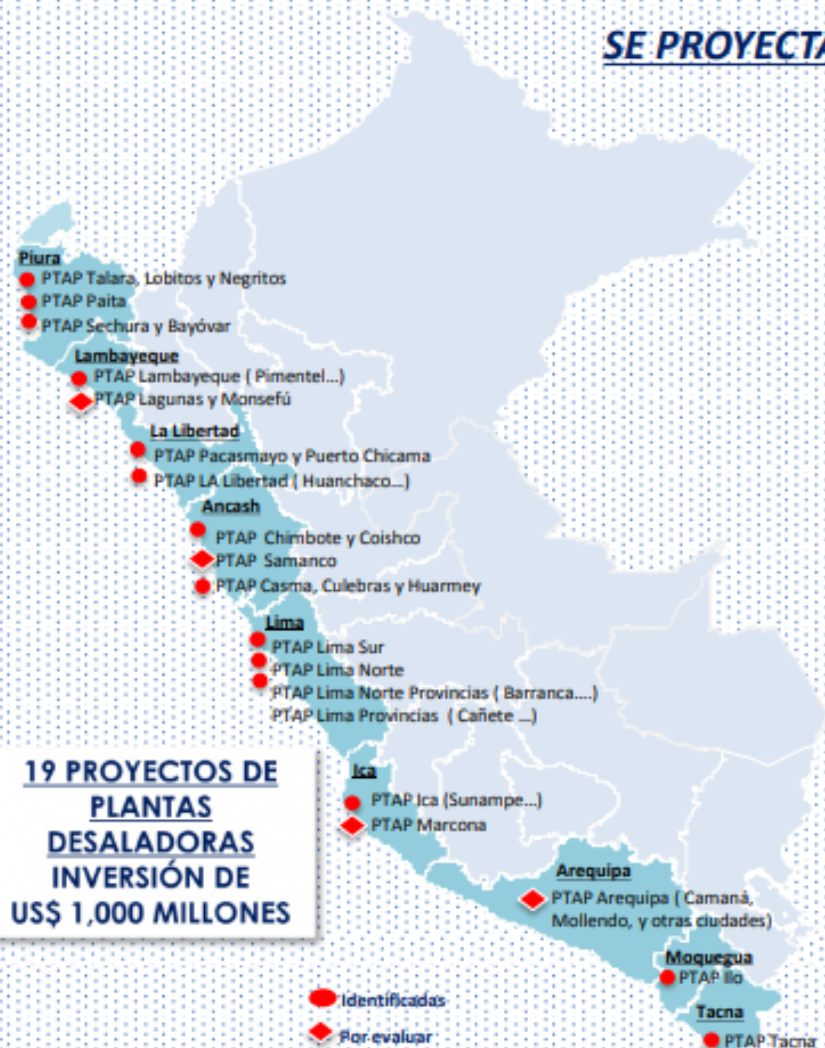 SE PROYECTA
Piura
PTAP Talara, Lobitos y Negritos
PTAP Paita
PTAP Sechura y Bayóvar
Lambayeque
PTAP Lambayeque ( Pimentel...)
PTAP Lagunas y Monsefú
La Libertad
PTAP Pacasmayo y Puerto Chicama
PTAP LA Libertad ( Huanchaco...)
Ancash
PTAP Chimbote y Coishco
PTAP Samanco
PTAP Casma, Culebras y Huarmey
Lima
PTAP Lima Sur
PTAP Lima Norte
PTAP Lima Norte Provincias ( Barranca....)
PTAP Lima Provincias ( Cañete ...)
19 PROYECTOS DE
PLANTAS
DESALADORAS
INVERSIÓN DE
US$ 1,000 MILLONES
Ica
PTAP Ica (Sunampe...)
PTAP Marcona
Arequipa
PTAP Arequipa ( Camaná,
Mollendo, y otras ciudades)
Moquegua
PTAP Ilo
Tacna
PTAP Tacna
Identificadas
Por evaluar